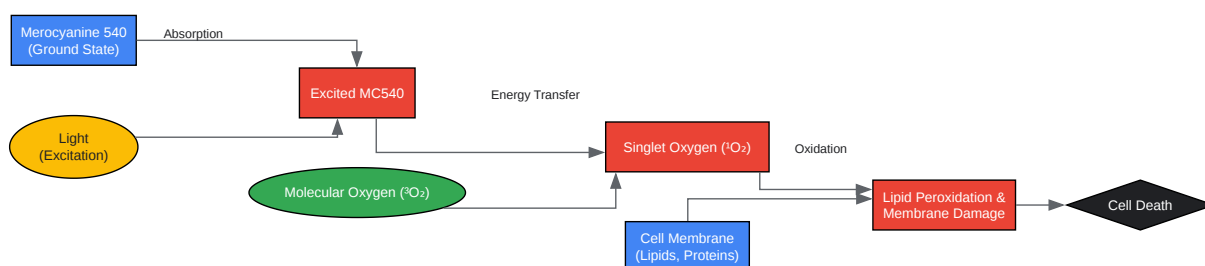 Merocyanine 540
(Ground State)
Absorption
Excited MC540
Energy Transfer
Light
(Excitation)
Molecular Oxygen (³O₂)
Singlet Oxygen (¹O₂)
Oxidation
Cell Membrane
(Lipids, Proteins)
Lipid Peroxidation &
Membrane Damage
Cell Death